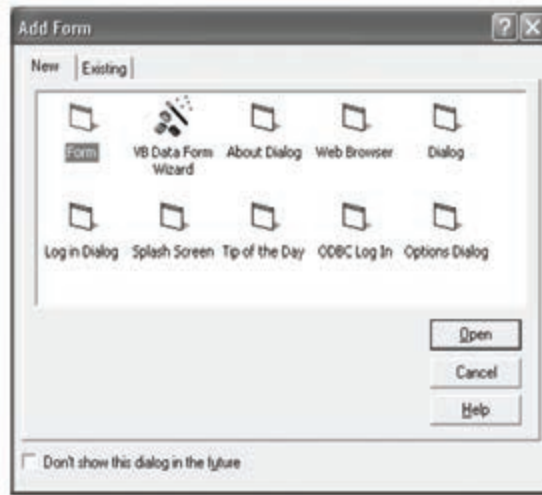 Add Form
New Existing
Form VB Data Form Wizard About Dialog Web Browser Dialog
Log in Dialog Splash Screen Tip of the Day ODBC Log In Options Dialog
Open
Cancel
Help
Don't show this dialog in the future